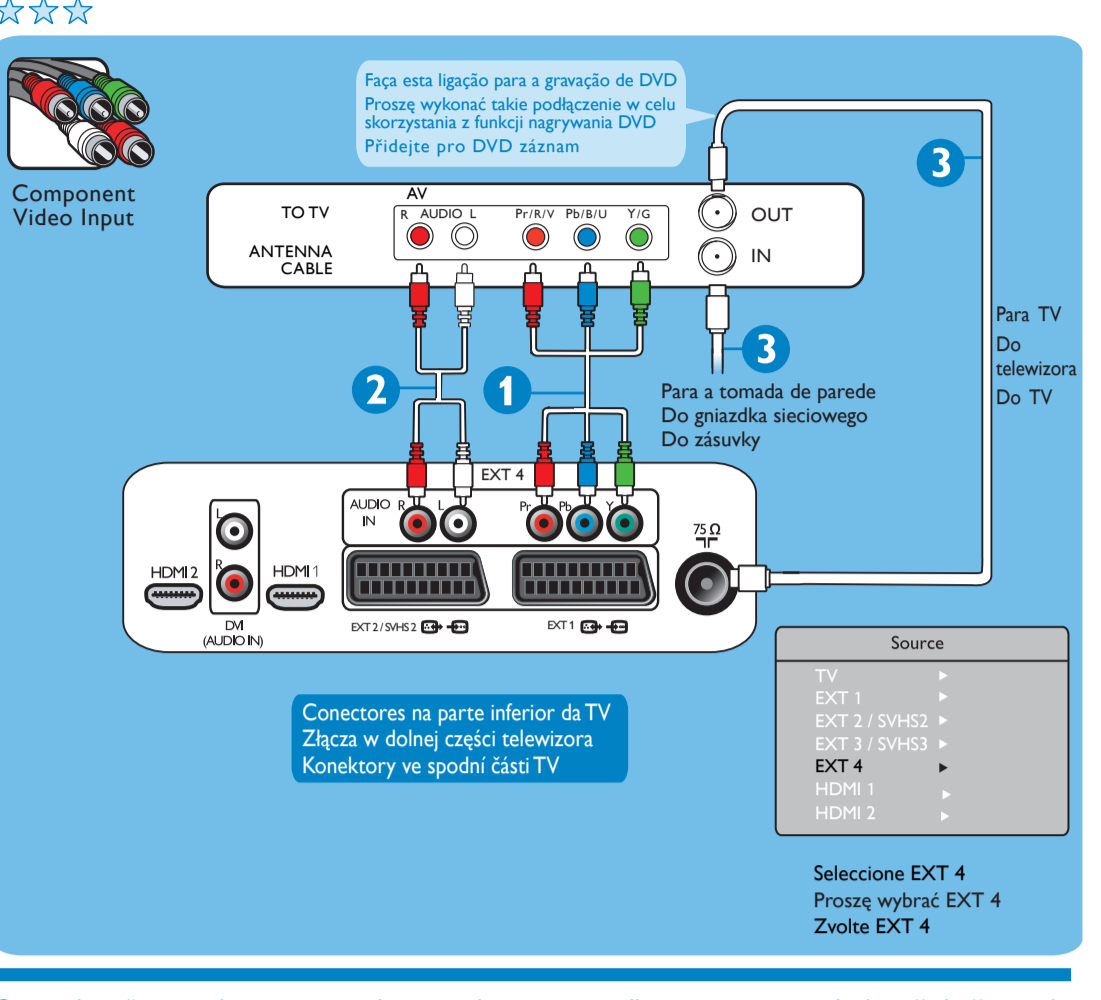 Faça esta ligação para a gravação de DVD
Proszę wykonać takie podłączenie w celu
skorzystania z funkcji nagrywania DVD
Přidejte pro DVD záznam
Component
Video Input
3
TO TV
ANTENNA
CABLE
AV
R AUDIO L
Pr/R/V Pb/B/U Y/G
OUT
IN
Para TV
Do
telewizora
Do TV
2
1
3
Para a tomada de parede
Do gniazdka sieciowego
Do zásuvky
EXT 4
AUDIO
IN
R L
Pr Pb Y
75 Ω
L
R
HDMI 2
HDMI 1
DVI
(AUDIO IN)
EXT 2 / SVHS 2
EXT 1
Source
TV
EXT 1
EXT 2 / SVHS2
EXT 3 / SVHS3
EXT 4
HDMI 1
HDMI 2
Conectores na parte inferior da TV
Złącza w dolnej części telewizora
Konektory ve spodní části TV
Seleccione EXT 4
Proszę wybrać EXT 4
Zvolte EXT 4